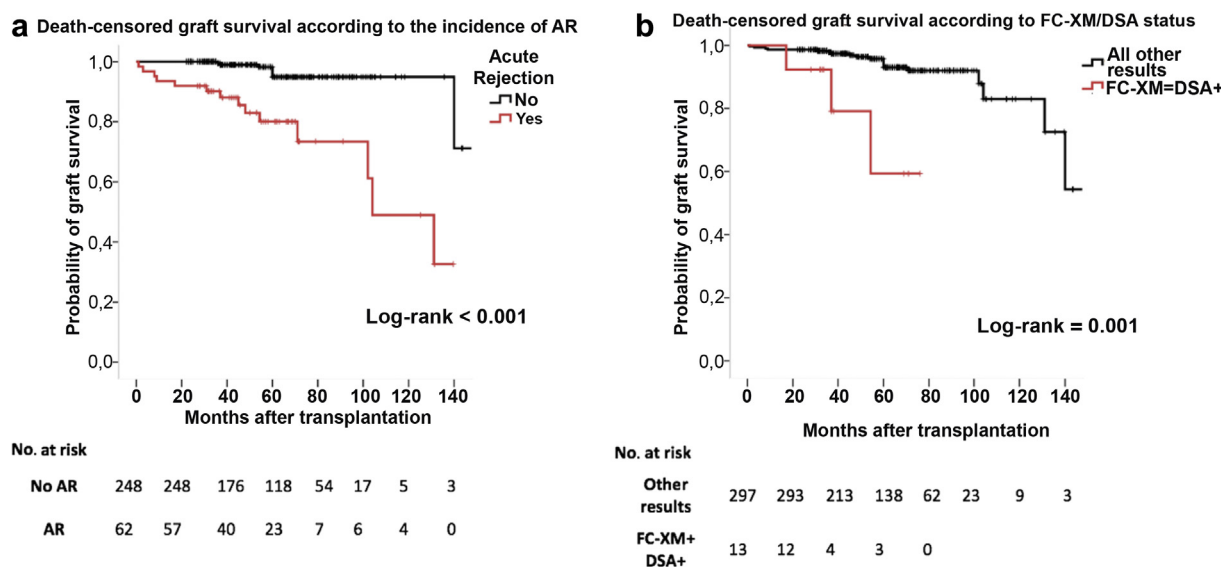 a Death-censored graft survival according to the incidence of AR
Acute
Rejection
No
Yes
Probability of graft survival
1,0
0,8
0,6
0,4
0,2
0,0
Log-rank < 0.001
0 20 40 60 80 100 120 140
Months after transplantation
No. at risk
No AR 248 248 176 118 54 17 5 3
AR 62 57 40 23 7 6 4 0
b Death-censored graft survival according to FC-XM/DSA status
All other
results
FC-XM=DSA+
Probability of graft survival
1,0
0,8
0,6
0,4
0,2
0,0
Log-rank = 0.001
0 20 40 60 80 100 120 140
Months after transplantation
No. at risk
Other
results 297 293 213 138 62 23 9 3
FC-XM+
DSA+ 13 12 4 3 0